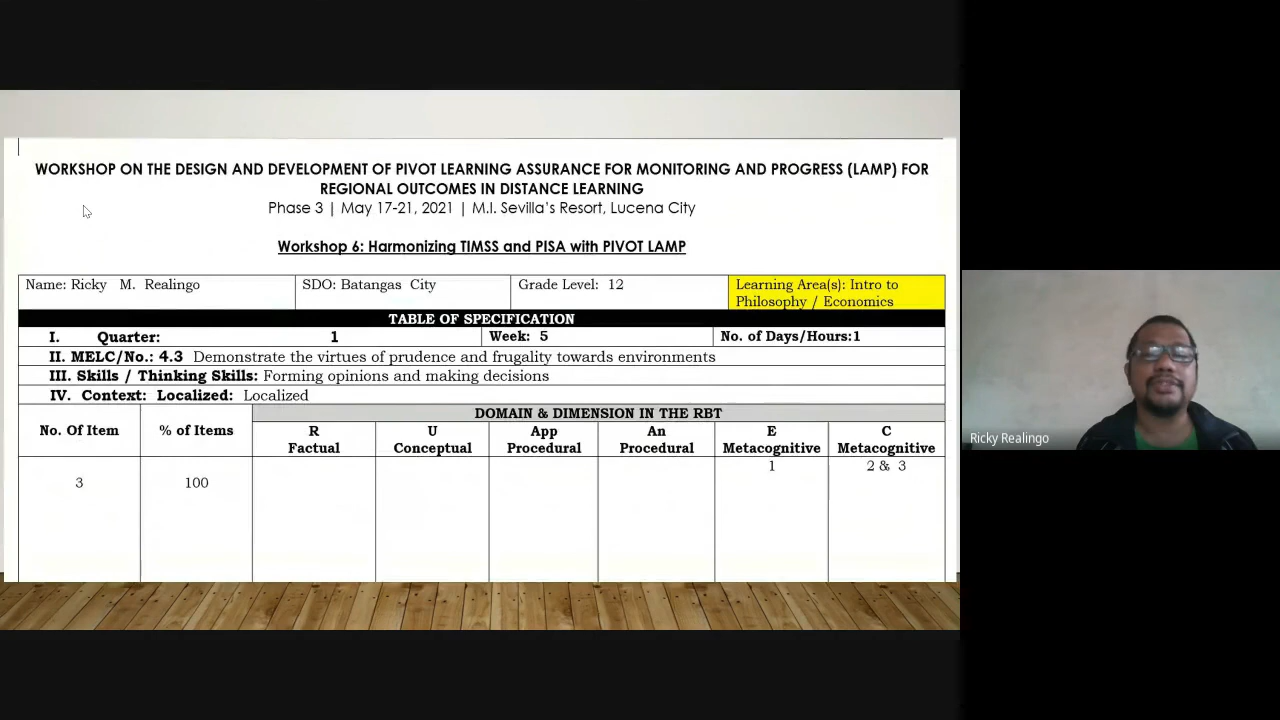 WORKSHOP ON THE DESIGN AND DEVELOPMENT OF PIVOT LEARNING ASSURANCE FOR MONITORING AND PROGRESS (LAMP) FOR
REGIONAL OUTCOMES IN DISTANCE LEARNING
Phase 3 | May 17-21, 2021 | M.I. Sevilla's Resort, Lucena City
Workshop 6: Harmonizing TIMSS and PISA with PIVOT LAMP
Name: Ricky M. Realingo SDO: Batangas City Grade Level: 12 Learning Area(s): Intro to
Philosophy / Economics
TABLE OF SPECIFICATION
I. Quarter: 1 Week: 5 No. of Days/Hours:1
II. MELC/No.: 4.3 Demonstrate the virtues of prudence and frugality towards environments
III. Skills / Thinking Skills: Forming opinions and making decisions
IV. Context: Localized: Localized
DOMAIN & DIMENSION IN THE RBT
No. Of Item % of Items R U App An E C
Factual Conceptual Procedural Procedural Metacognitive Metacognitive
1 2 & 3
3 100
Ricky Realingo